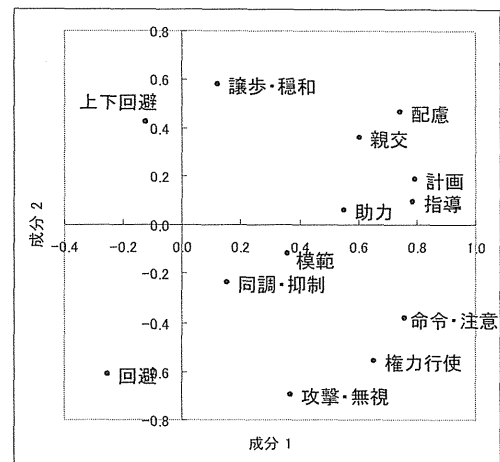 0.8
0.6
譲歩・穏和
上下回避
配慮
0.4
親交
0.2
計画
指導
助力
0.0
-0.4
-0.2
0.0
0.2
0.4
0.6
0.8
1.0
模範
-0.2
同調・抑制
-0.4
命令・注意
権力行使
回避
-0.6
攻撃・無視
-0.8
成分 2
成分 1